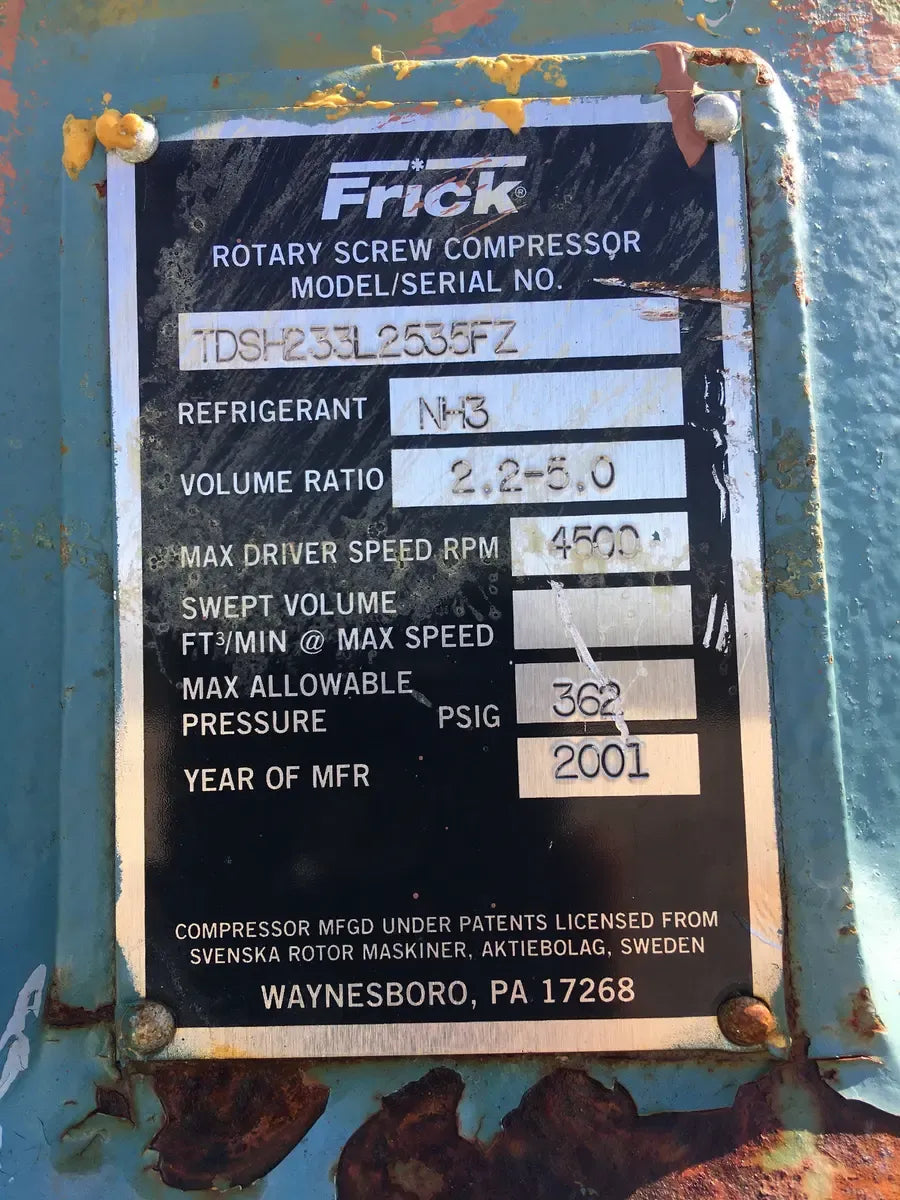 Frick®
ROTARY SCREW COMPRESSOR
MODEL/SERIAL NO.
TDSH233L2535FZ
REFRIGERANT NH3
VOLUME RATIO 2.2-5.0
MAX DRIVER SPEED RPM 4500
SWEPT VOLUME
FT³/MIN @ MAX SPEED
MAX ALLOWABLE
PRESSURE PSIG 362
YEAR OF MFR 2001
COMPRESSOR MFGD UNDER PATENTS LICENSED FROM
SVENSKA ROTOR MASKINER, AKTIEBOLAG, SWEDEN
WAYNESBORO, PA 17268